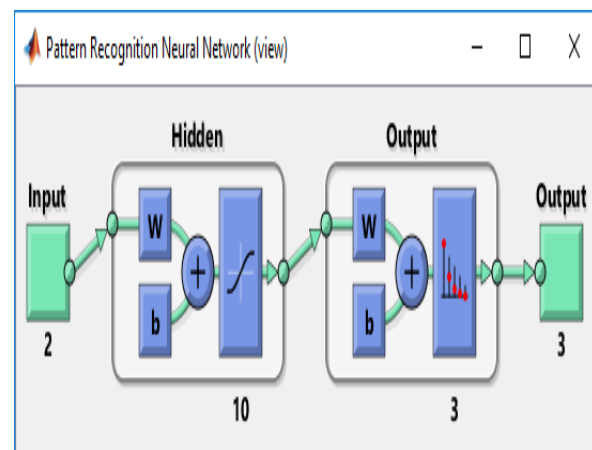 Pattern Recognition Neural Network (view)
Hidden
Output
Input
Output
W
W
b
b
2
10
3
3